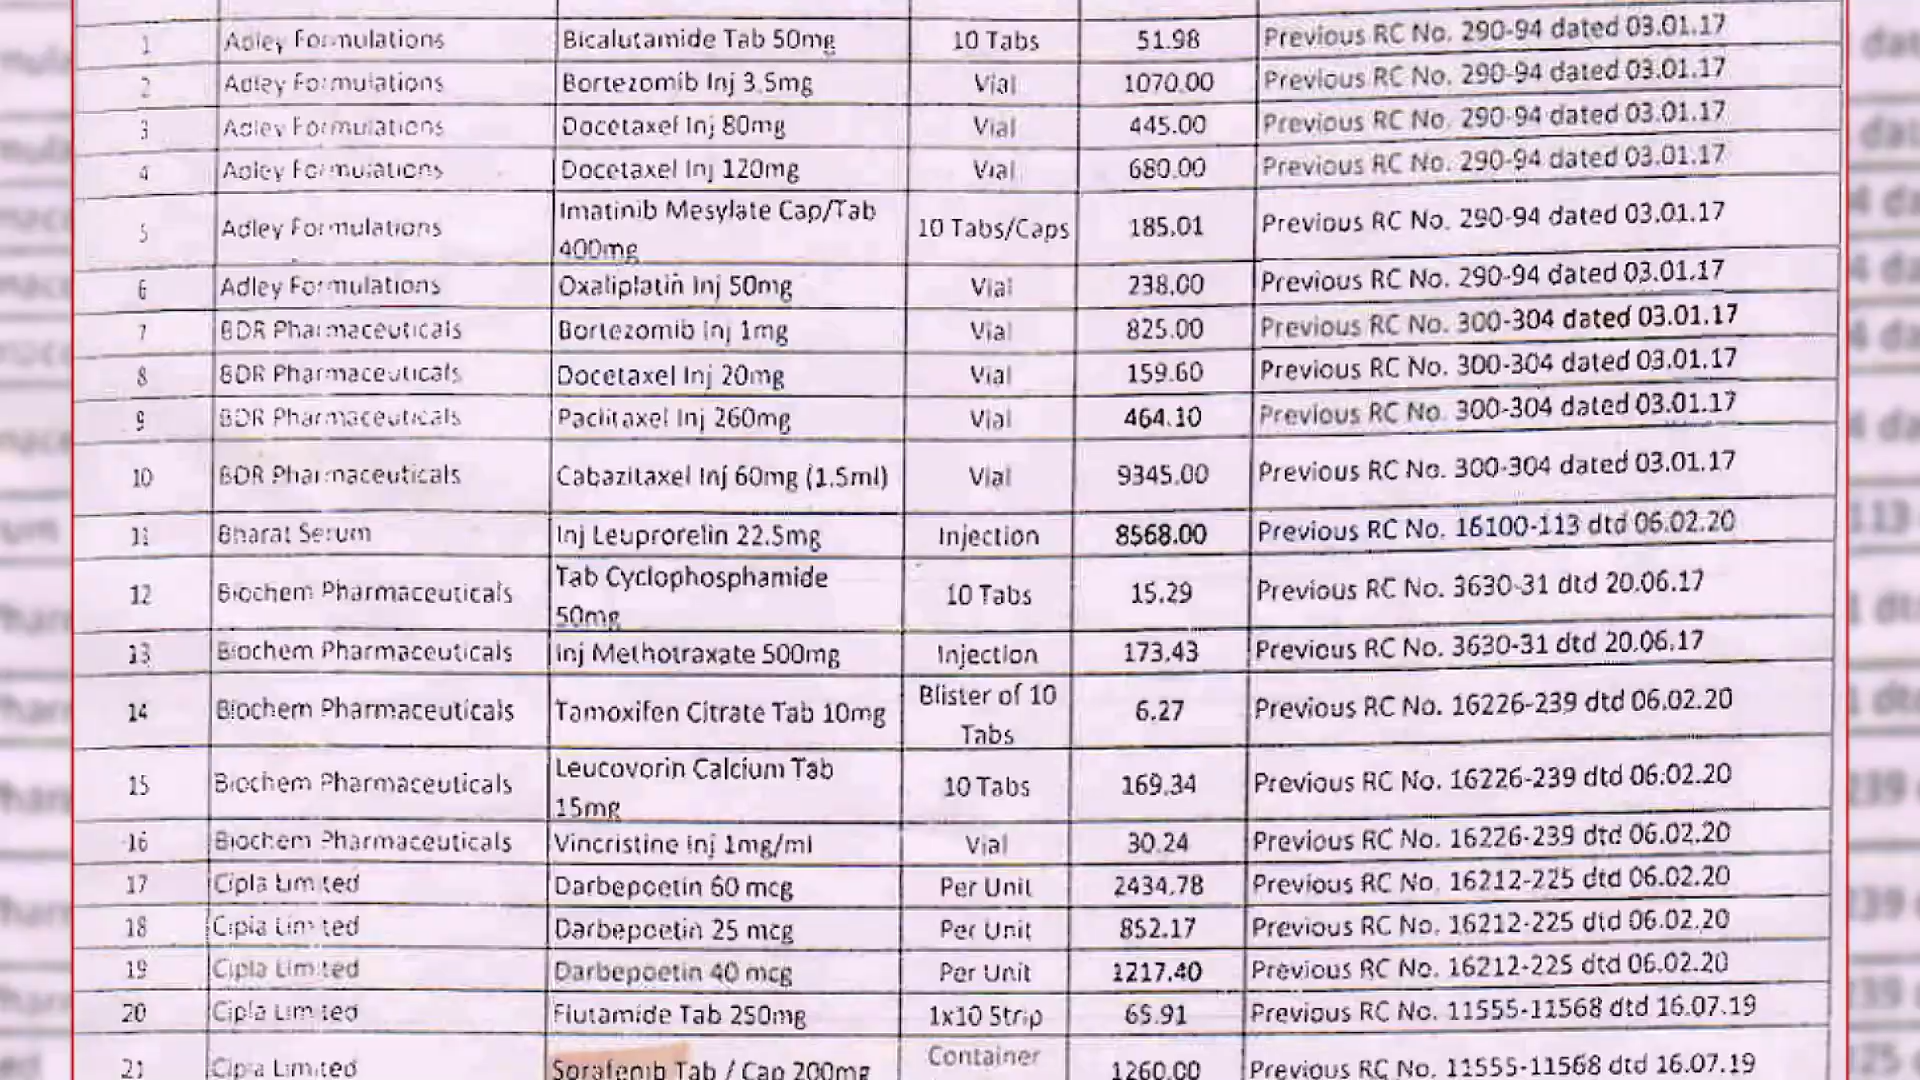 1 Adley Formulations Bicalutamide Tab 50mg 10 Tabs 51.98 Previous RC No. 290-94 dated 03.01.17
2 Adley Formulations Bortezomib Inj 3.5mg Vial 1070.00 Previous RC No. 290-94 dated 03.01.17
3 Adley Formulations Docetaxel Inj 80mg Vial 445.00 Previous RC No. 290-94 dated 03.01.17
4 Adley Formulations Docetaxel Inj 120mg Vial 680.00 Previous RC No. 290-94 dated 03.01.17
5 Adley Formulations Imatinib Mesylate Cap/Tab
400mg 10 Tabs/Caps 185.01 Previous RC No. 290-94 dated 03.01.17
6 Adley Formulations Oxaliplatin Inj 50mg Vial 238.00 Previous RC No. 290-94 dated 03.01.17
7 BDR Pharmaceuticals Bortezomib Inj 1mg Vial 825.00 Previous RC No. 300-304 dated 03.01.17
8 BDR Pharmaceuticals Docetaxel Inj 20mg Vial 159.60 Previous RC No. 300-304 dated 03.01.17
9 BDR Pharmaceuticals Paclitaxel Inj 260mg Vial 464.10 Previous RC No. 300-304 dated 03.01.17
10 BDR Pharmaceuticals Cabazitaxel Inj 60mg (1.5ml) Vial 9345.00 Previous RC No. 300-304 dated 03.01.17
11 Bharat Serum Inj Leuprorelin 22.5mg Injection 8568.00 Previous RC No. 16100-113 dtd 06.02.20
12 Biochem Pharmaceuticals Tab Cyclophosphamide
50mg 10 Tabs 15.29 Previous RC No. 3630-31 dtd 20.06.17
13 Biochem Pharmaceuticals Inj Methotraxate 500mg Injection 173.43 Previous RC No. 3630-31 dtd 20.06.17
14 Biochem Pharmaceuticals Tamoxifen Citrate Tab 10mg Blister of 10
Tabs 6.27 Previous RC No. 16226-239 dtd 06.02.20
15 Biochem Pharmaceuticals Leucovorin Calcium Tab
15mg 10 Tabs 169.34 Previous RC No. 16226-239 dtd 06.02.20
16 Biochem Pharmaceuticals Vincristine Inj 1mg/ml Vial 30.24 Previous RC No. 16226-239 dtd 06.02.20
17 Cipla Limited Darbepoetin 60 mcg Per Unit 2434.78 Previous RC No. 16212-225 dtd 06.02.20
18 Cipla Limited Darbepoetin 25 mcg Per Unit 852.17 Previous RC No. 16212-225 dtd 06.02.20
19 Cipla Limited Darbepoetin 40 mcg Per Unit 1217.40 Previous RC No. 16212-225 dtd 06.02.20
20 Cipla Limited Flutamide Tab 250mg 1x10 Strip 65.91 Previous RC No. 11555-11568 dtd 16.07.19
21 Cipla Limited Sorafenib Tab / Cap 200mg Container 1260.00 Previous RC No. 11555-11568 dtd 16.07.19